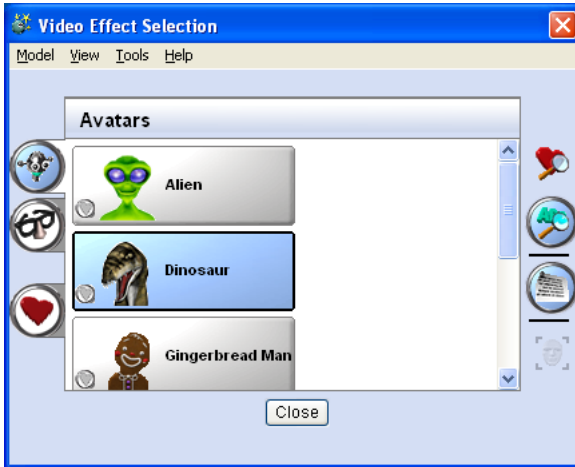 Video Effect Selection
Model View Tools Help
Avatars
Alien
Dinosaur
Gingerbread Man
Close